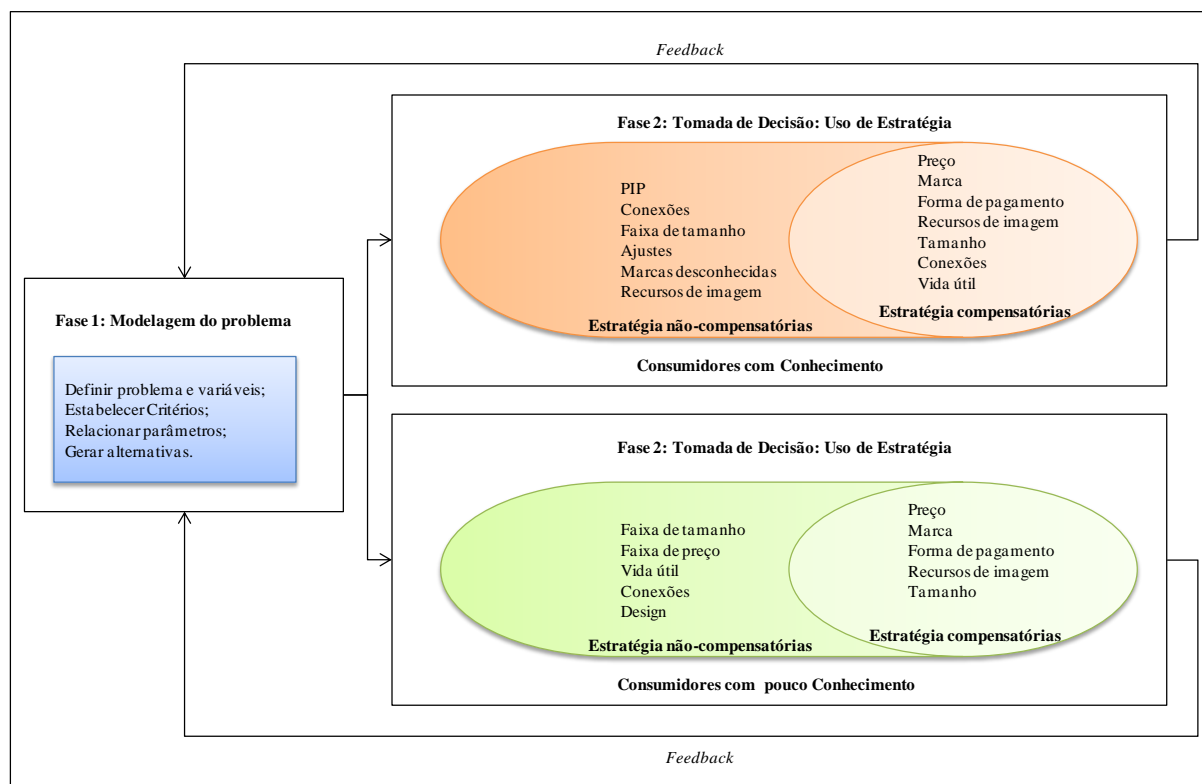 Feedback
Fase 2: Tomada de Decisão: Uso de Estratégia
PIP
Conexões
Faixa de tamanho
Ajustes
Marcas desconhecidas
Recursos de imagem
Estratégia não-compensatórias
Preço
Marca
Forma de pagamento
Recursos de imagem
Tamanho
Conexões
Vida útil
Estratégia compensatórias
Consumidores com Conhecimento
Fase 1: Modelagem do problema
Definir problema e variáveis;
Estabelecer Critérios;
Relacionar parâmetros;
Gerar alternativas.
Fase 2: Tomada de Decisão: Uso de Estratégia
Faixa de tamanho
Faixa de preço
Vida útil
Conexões
Design
Estratégia não-compensatórias
Preço
Marca
Forma de pagamento
Recursos de imagem
Tamanho
Estratégia compensatórias
Consumidores com pouco Conhecimento
Feedback